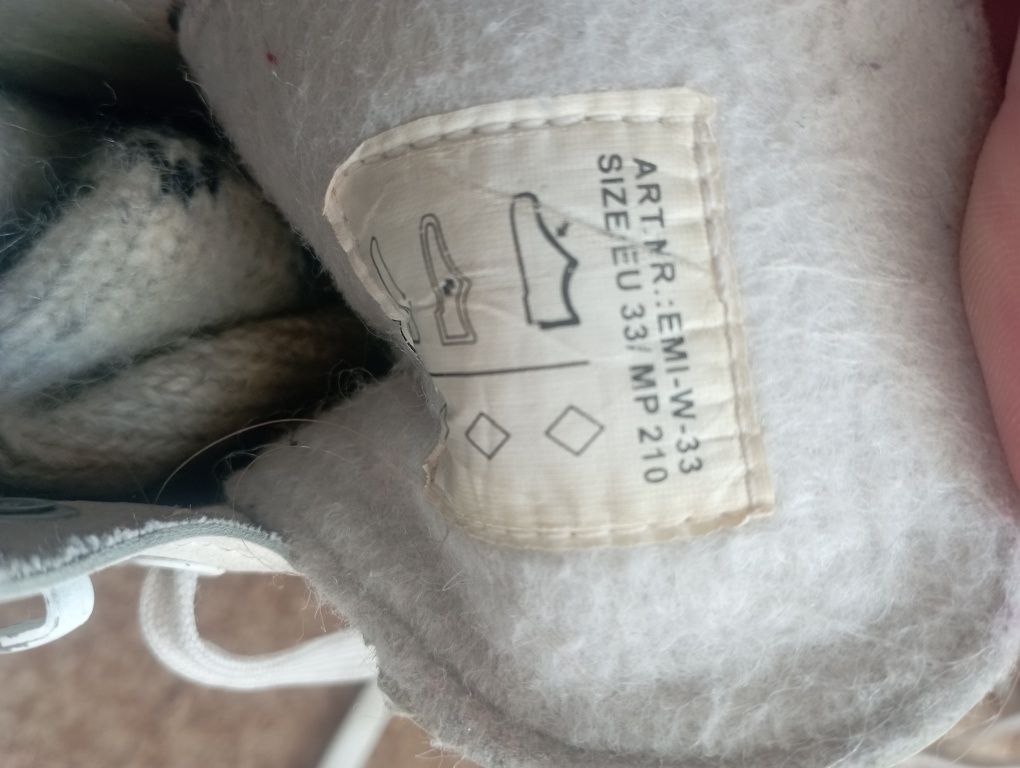 ART.NR.:EMI-W-33
SIZE/EU 33/ MP 210